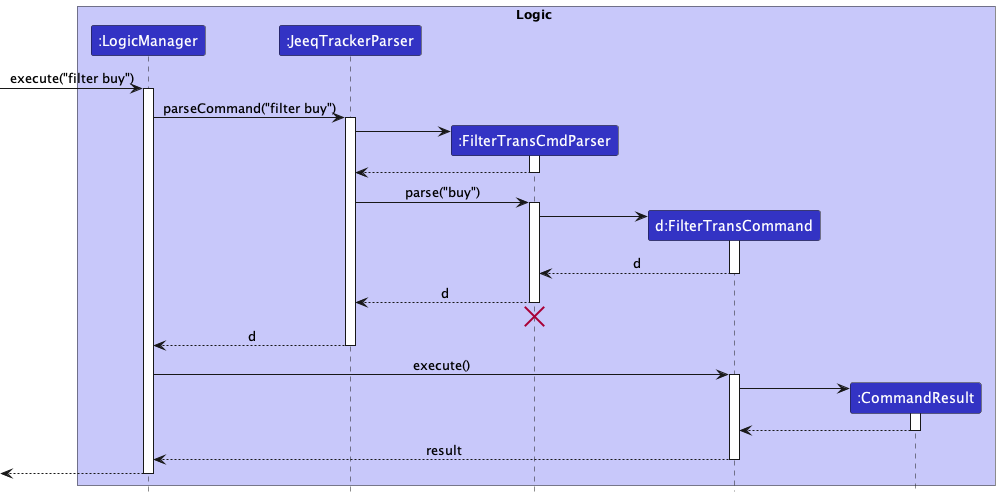 Logic
:LogicManager
:JeeqTrackerParser
execute("filter buy")
parseCommand("filter buy")
:FilterTransCmdParser
parse("buy")
d:FilterTransCommand
d
d
d
execute()
:CommandResult
result